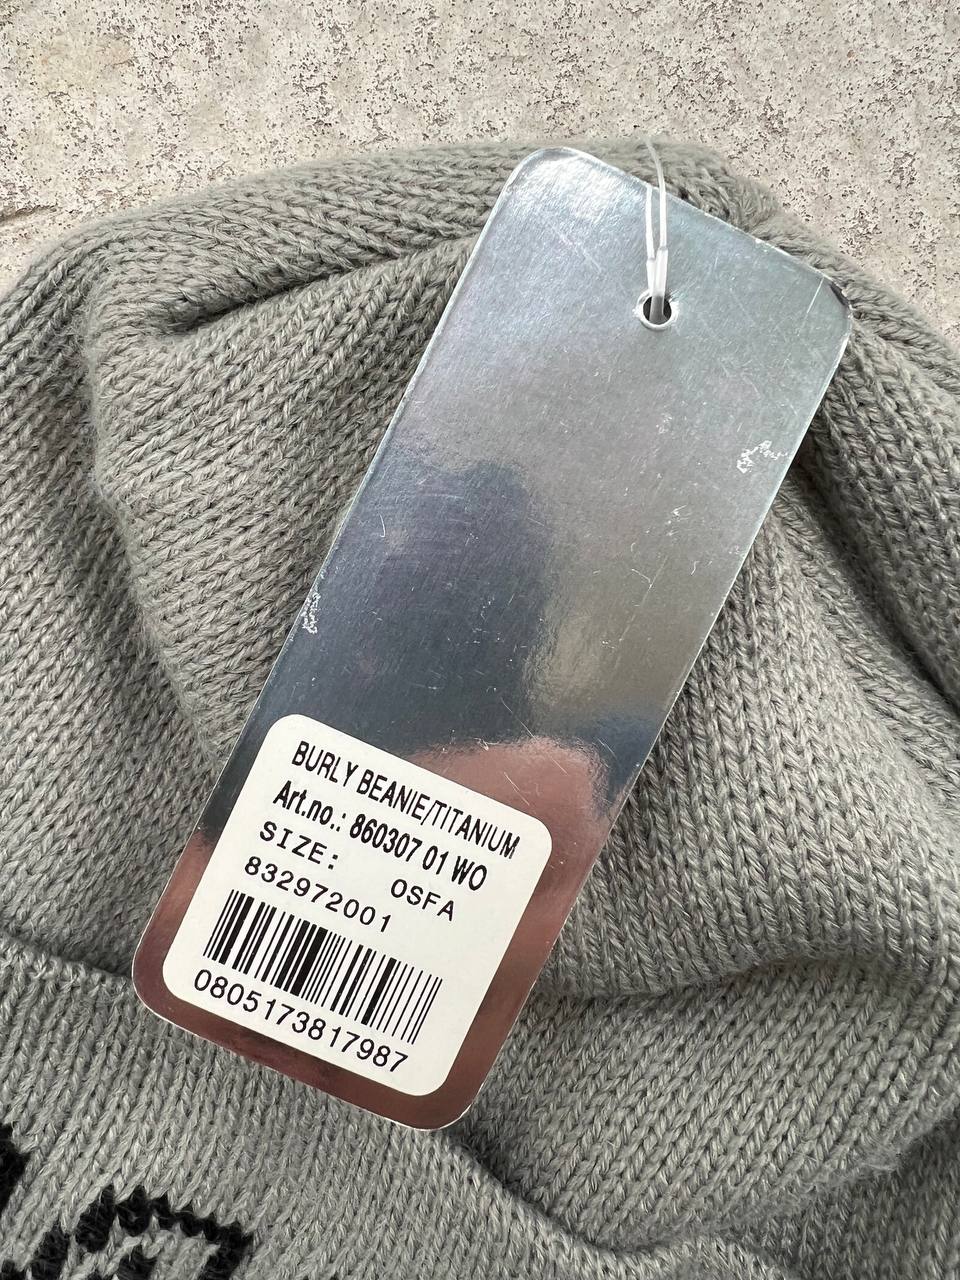 BURLY BEANIE/TITANIUM
Art.no.: 860307 01 WO
SIZE: OSFA
832972001
0805173817987